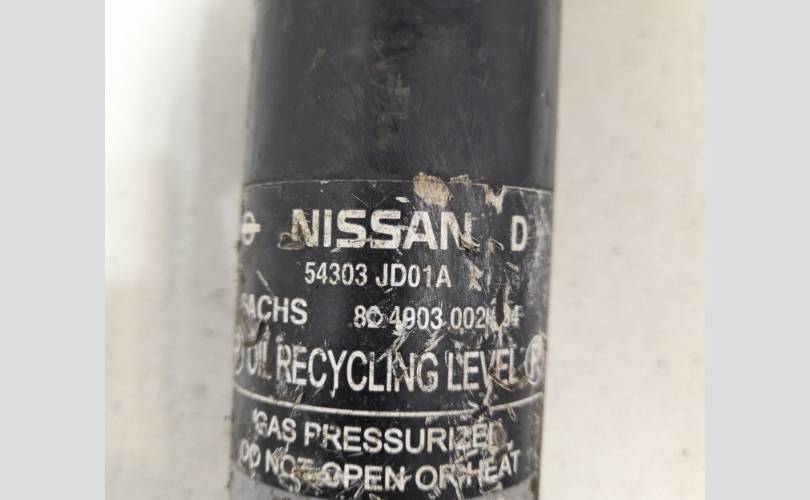 NISSAN D
54303 JD01A
SACHS
OIL RECYCLING LEVEL R
GAS PRESSURIZED
DO NOT OPEN OR HEAT